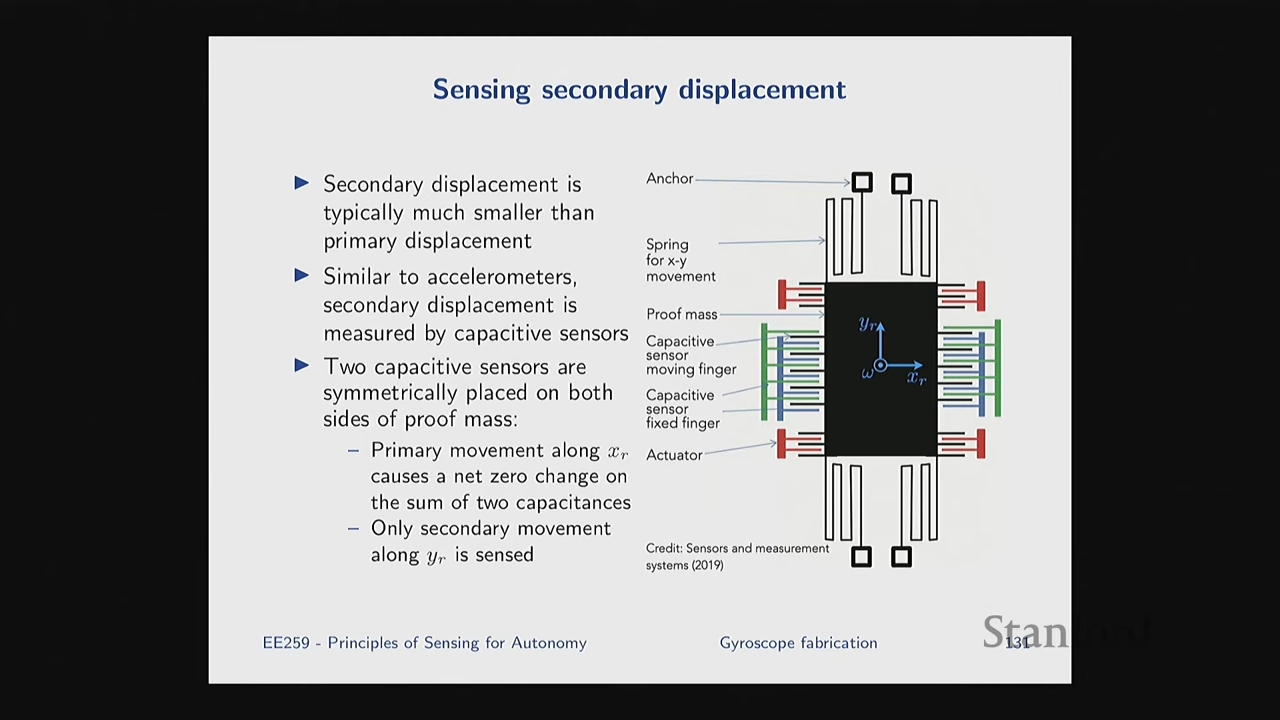 Sensing secondary displacement
▶ Secondary displacement is
typically much smaller than
primary displacement
▶ Similar to accelerometers,
secondary displacement is
measured by capacitive sensors
▶ Two capacitive sensors are
symmetrically placed on both
sides of proof mass:
– Primary movement along xᵣ
causes a net zero change on
the sum of two capacitances
– Only secondary movement
along yᵣ is sensed
Anchor
Spring
for x-y
movement
Proof mass
Capacitive
sensor
moving finger
Capacitive
sensor
fixed finger
Actuator
yᵣ
ω
xᵣ
Credit: Sensors and measurement
systems (2019)
EE259 - Principles of Sensing for Autonomy
Gyroscope fabrication
131
Stanford